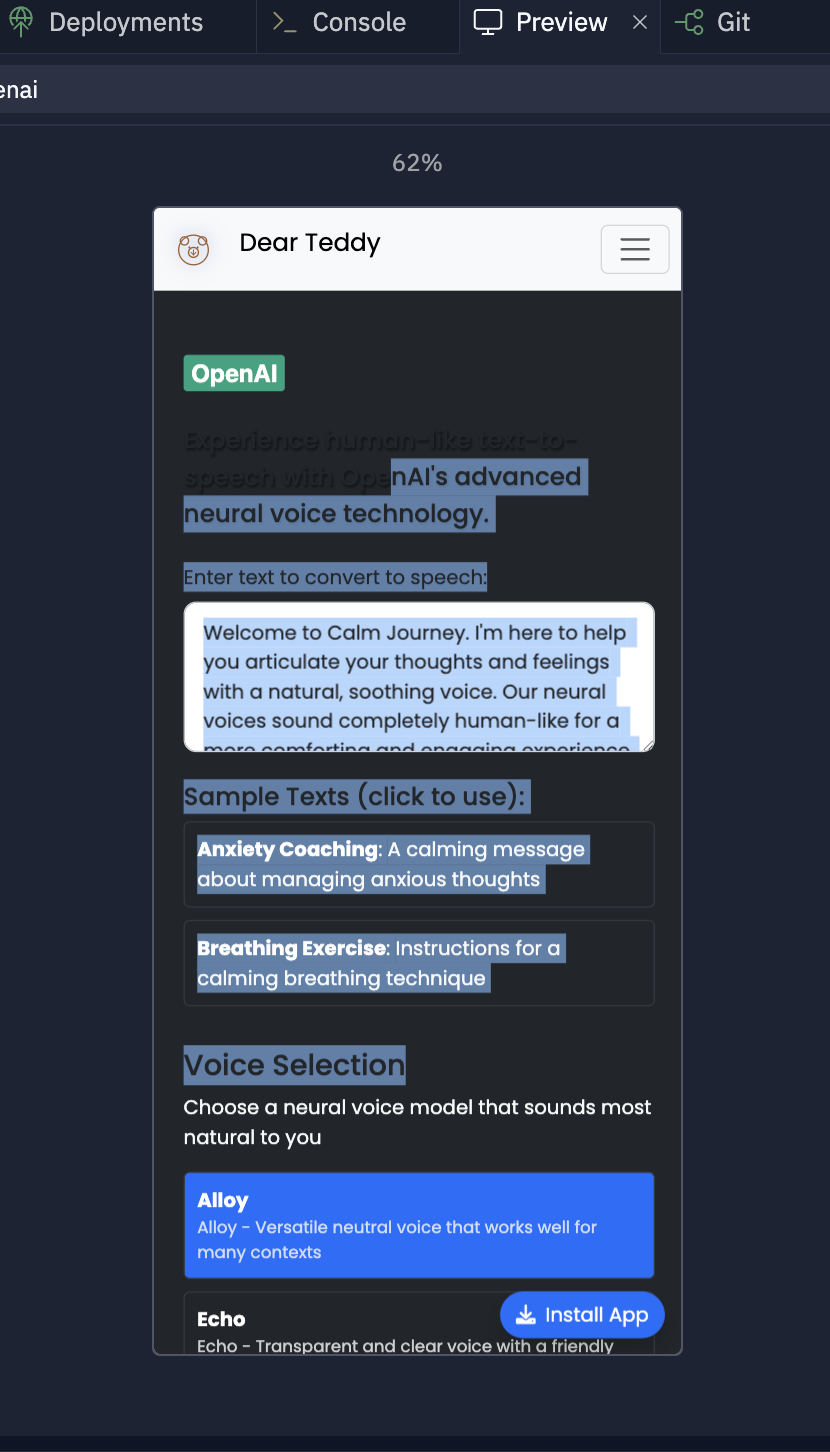 Deployments
Console
Preview
Git
enai
62%
Dear Teddy
OpenAI
Experience human-like text-to-
speech with OpenAI's advanced
neural voice technology.
Enter text to convert to speech:
Welcome to Calm Journey. I'm here to help
you articulate your thoughts and feelings
with a natural, soothing voice. Our neural
voices sound completely human-like for a
more comforting and engaging experience
Sample Texts (click to use):
Anxiety Coaching: A calming message
about managing anxious thoughts
Breathing Exercise: Instructions for a
calming breathing technique
Voice Selection
Choose a neural voice model that sounds most
natural to you
Alloy
Alloy - Versatile neutral voice that works well for
many contexts
Echo
Install App
Echo - Transparent and clear voice with a friendly